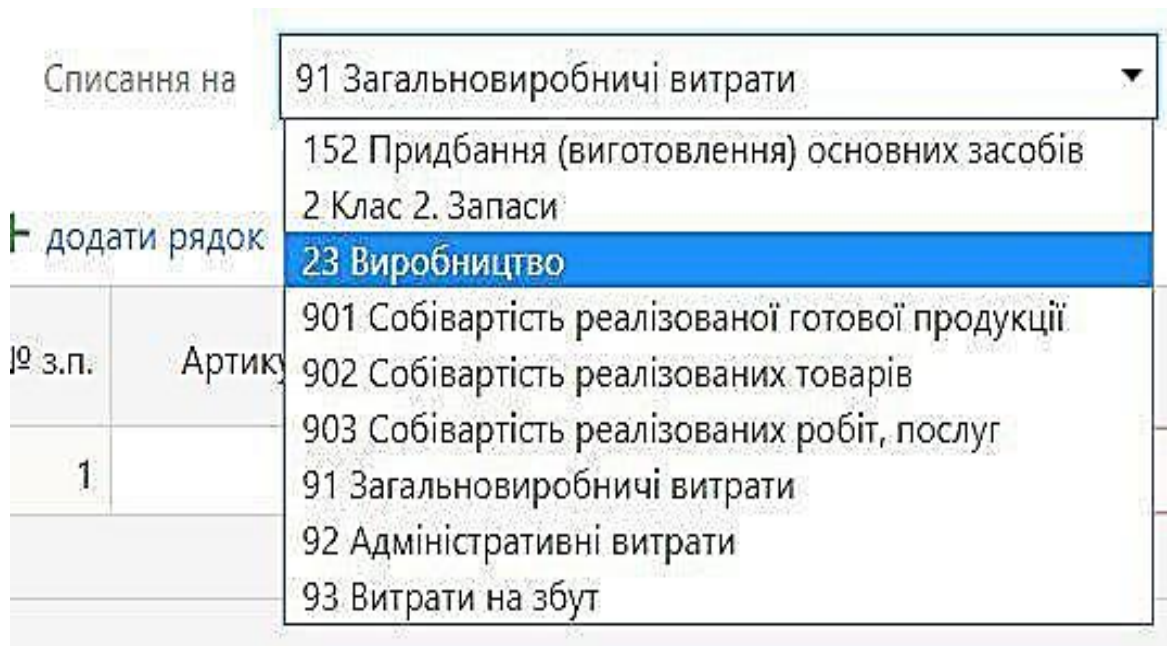 Списання на 91 Загальновиробничі витрати
152 Придбання (виготовлення) основних засобів
2 Клас 2. Запаси
додати рядок
23 Виробництво
901 Собівартість реалізованої готової продукції
№ з.п. Артику
902 Собівартість реалізованих товарів
903 Собівартість реалізованих робіт, послуг
1
91 Загальновиробничі витрати
92 Адміністративні витрати
93 Витрати на збут